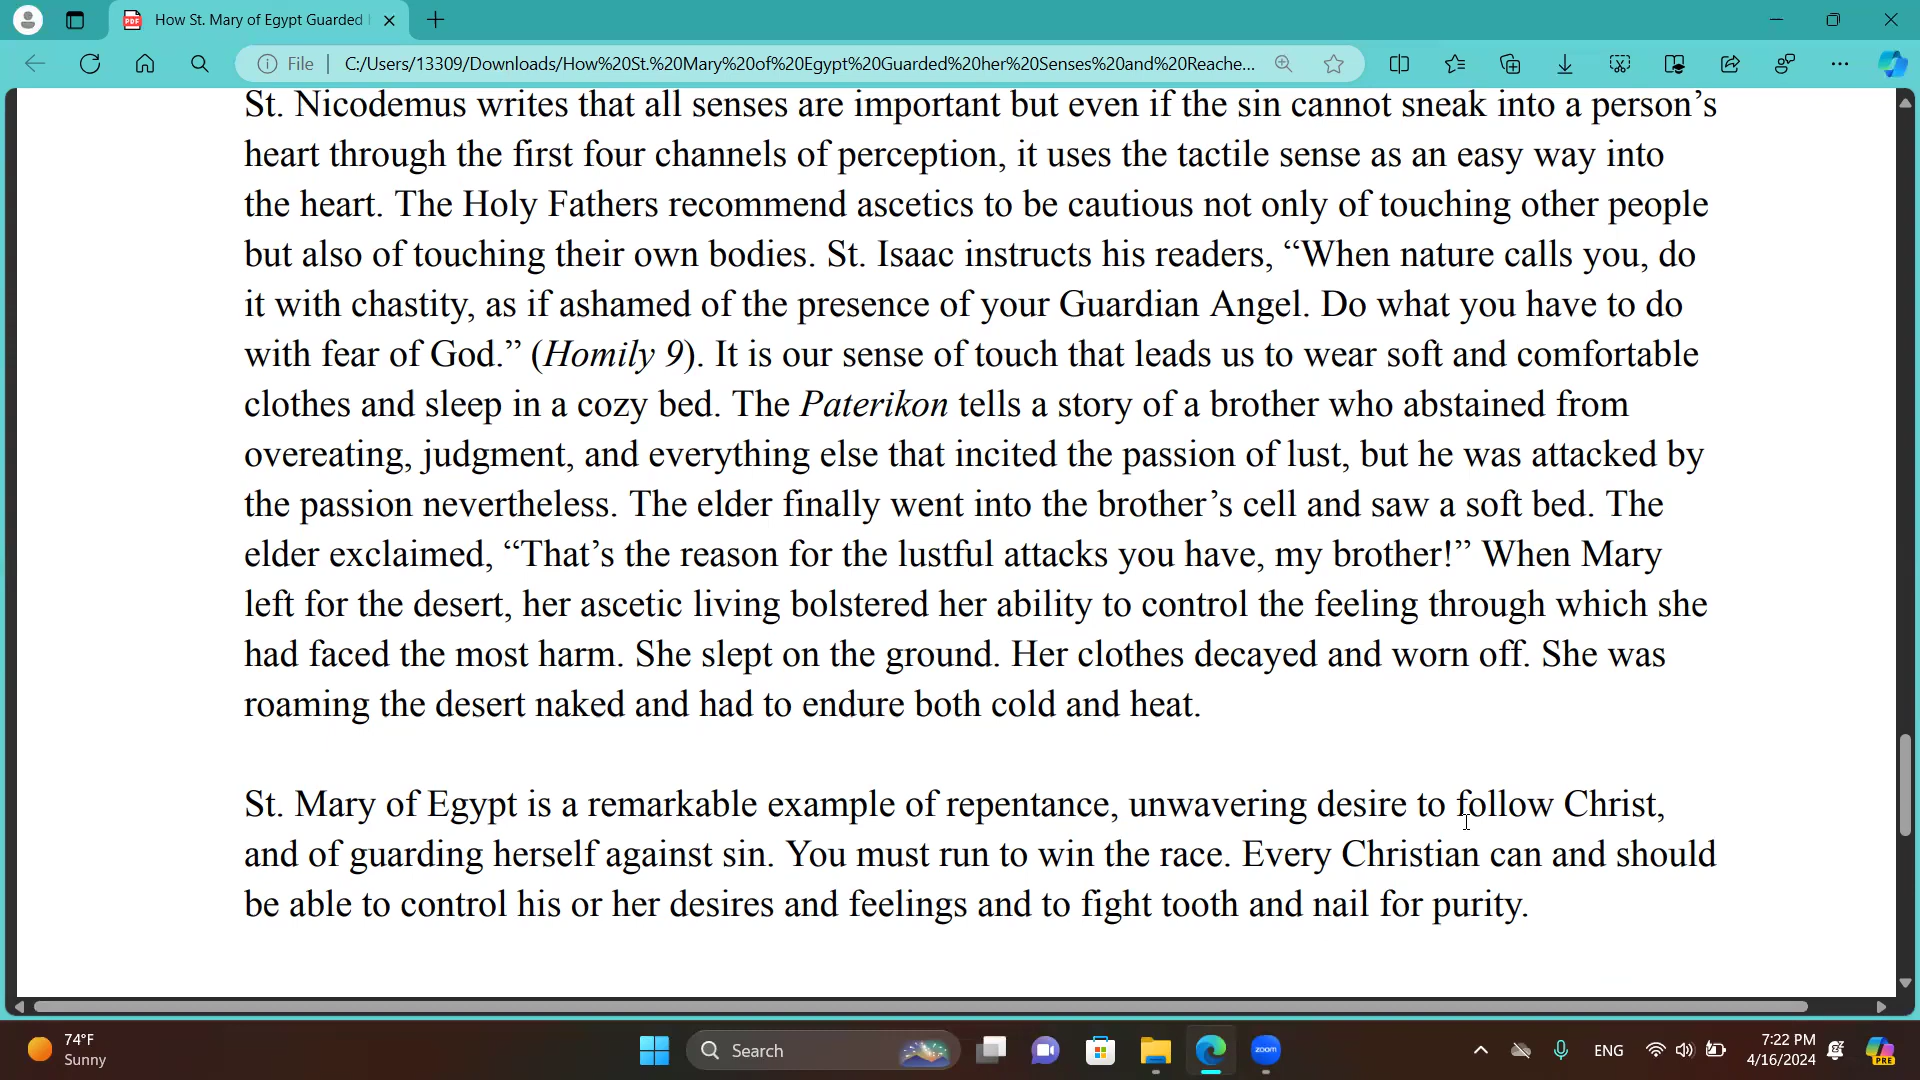 How St. Mary of Egypt Guarded
File
C:/Users/13309/Downloads/How%20St.%20Mary%20of%20Egypt%20Guarded%20her%20Senses%20and%20Reache...
St. Nicodemus writes that all senses are important but even if the sin cannot sneak into a person’s
heart through the first four channels of perception, it uses the tactile sense as an easy way into
the heart. The Holy Fathers recommend ascetics to be cautious not only of touching other people
but also of touching their own bodies. St. Isaac instructs his readers, “When nature calls you, do
it with chastity, as if ashamed of the presence of your Guardian Angel. Do what you have to do
with fear of God.” (Homily 9). It is our sense of touch that leads us to wear soft and comfortable
clothes and sleep in a cozy bed. The Paterikon tells a story of a brother who abstained from
overeating, judgment, and everything else that incited the passion of lust, but he was attacked by
the passion nevertheless. The elder finally went into the brother’s cell and saw a soft bed. The
elder exclaimed, “That’s the reason for the lustful attacks you have, my brother!” When Mary
left for the desert, her ascetic living bolstered her ability to control the feeling through which she
had faced the most harm. She slept on the ground. Her clothes decayed and worn off. She was
roaming the desert naked and had to endure both cold and heat.
St. Mary of Egypt is a remarkable example of repentance, unwavering desire to follow Christ,
and of guarding herself against sin. You must run to win the race. Every Christian can and should
be able to control his or her desires and feelings and to fight tooth and nail for purity.
74°F
Sunny
Search
zoom
ENG
7:22 PM
4/16/2024
PRE